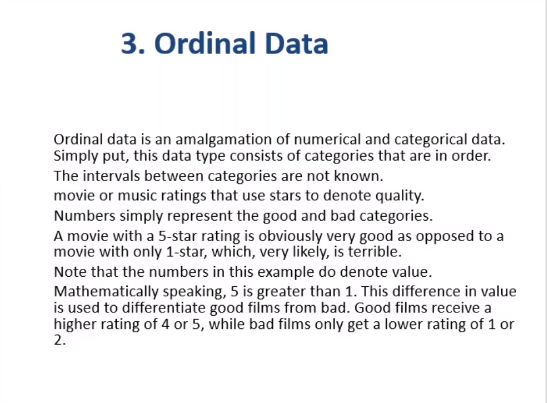 3. Ordinal Data
Ordinal data is an amalgamation of numerical and categorical data.
Simply put, this data type consists of categories that are in order.
The intervals between categories are not known.
movie or music ratings that use stars to denote quality.
Numbers simply represent the good and bad categories.
A movie with a 5-star rating is obviously very good as opposed to a
movie with only 1-star, which, very likely, is terrible.
Note that the numbers in this example do denote value.
Mathematically speaking, 5 is greater than 1. This difference in value
is used to differentiate good films from bad. Good films receive a
higher rating of 4 or 5, while bad films only get a lower rating of 1 or
2.